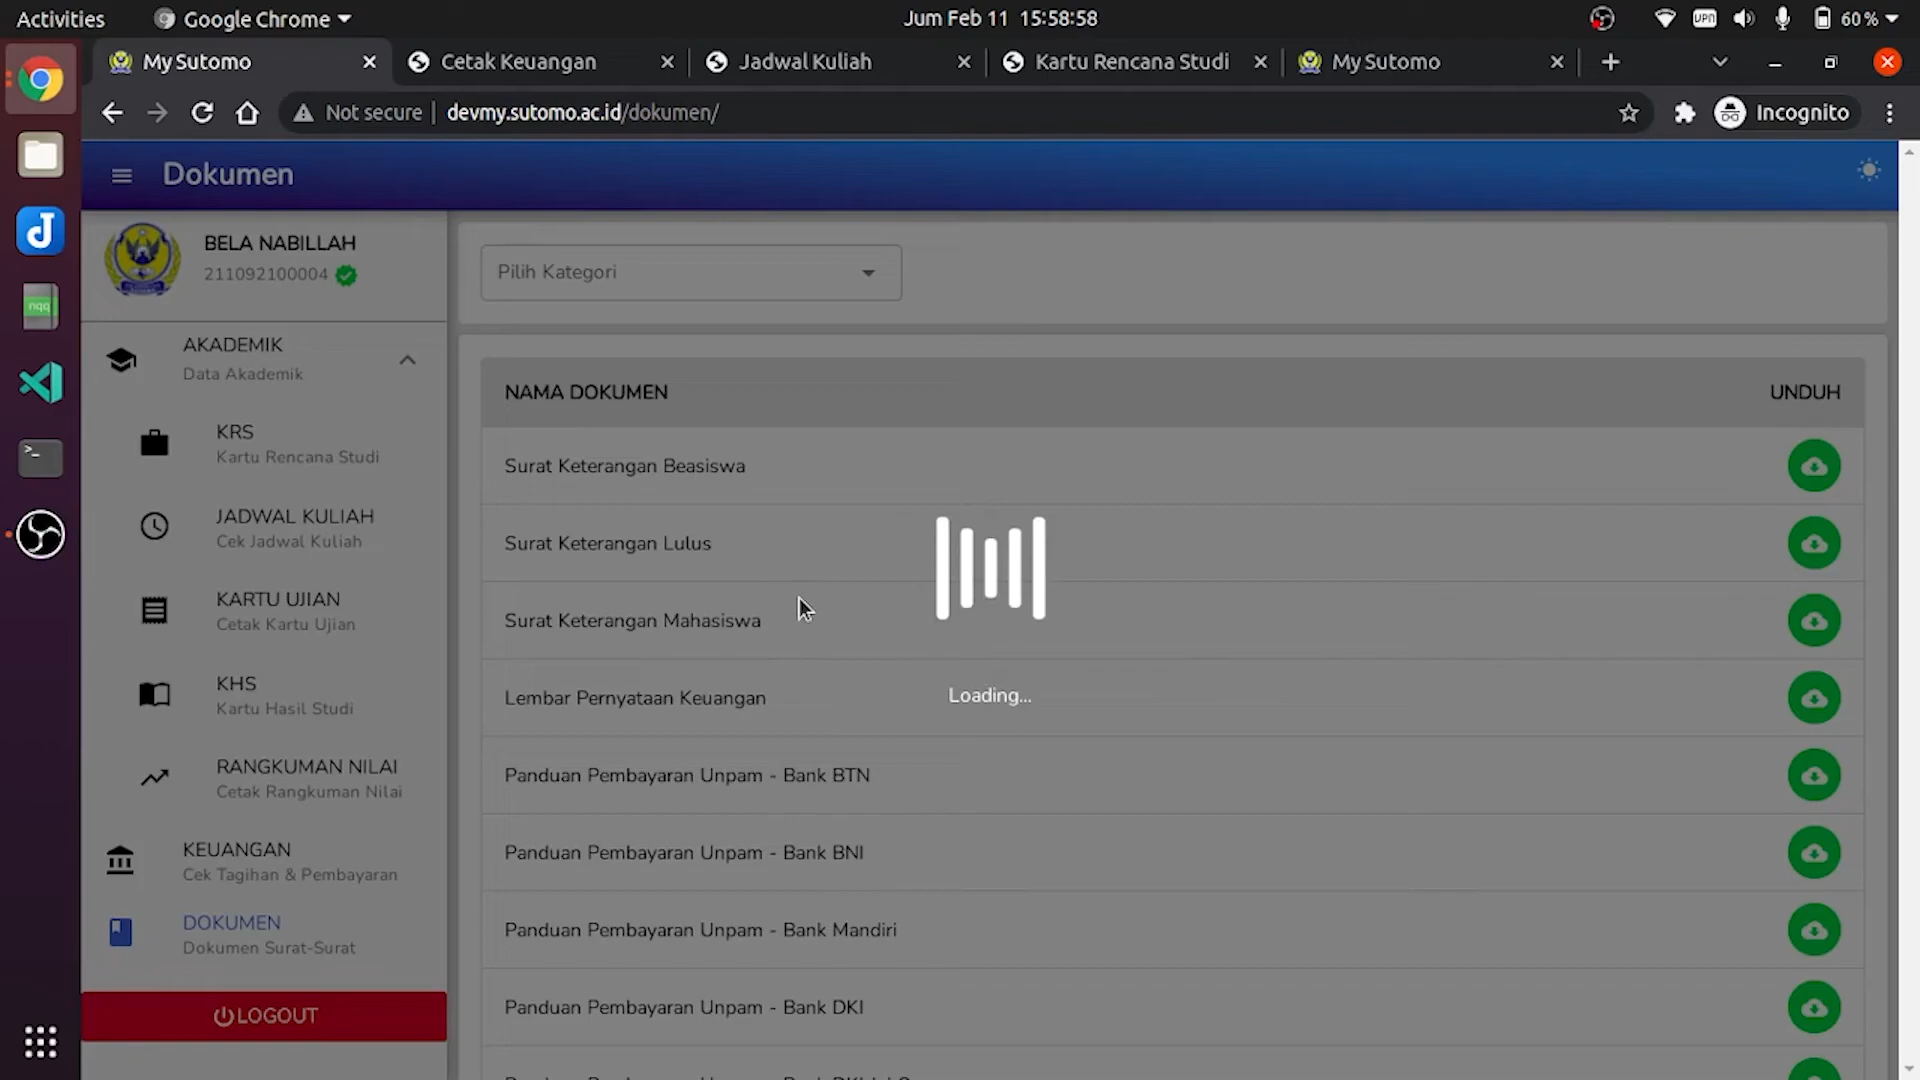 Activities
Google Chrome
Jum Feb 11 15:58:58
VPN
60 %
My Sutomo
Cetak Keuangan
Jadwal Kuliah
Kartu Rencana Studi
My Sutomo
Not secure
devmy.sutomo.ac.id/dokumen/
Incognito
Dokumen
BELA NABILLAH
211092100004
AKADEMIK
Data Akademik
KRS
Kartu Rencana Studi
JADWAL KULIAH
Cek Jadwal Kuliah
KARTU UJIAN
Cetak Kartu Ujian
KHS
Kartu Hasil Studi
RANGKUMAN NILAI
Cetak Rangkuman Nilai
KEUANGAN
Cek Tagihan & Pembayaran
DOKUMEN
Dokumen Surat-Surat
LOGOUT
Pilih Kategori
NAMA DOKUMEN
UNDUH
Surat Keterangan Beasiswa
Surat Keterangan Lulus
Surat Keterangan Mahasiswa
Lembar Pernyataan Keuangan
Loading...
Panduan Pembayaran Unpam - Bank BTN
Panduan Pembayaran Unpam - Bank BNI
Panduan Pembayaran Unpam - Bank Mandiri
Panduan Pembayaran Unpam - Bank DKI
nqq